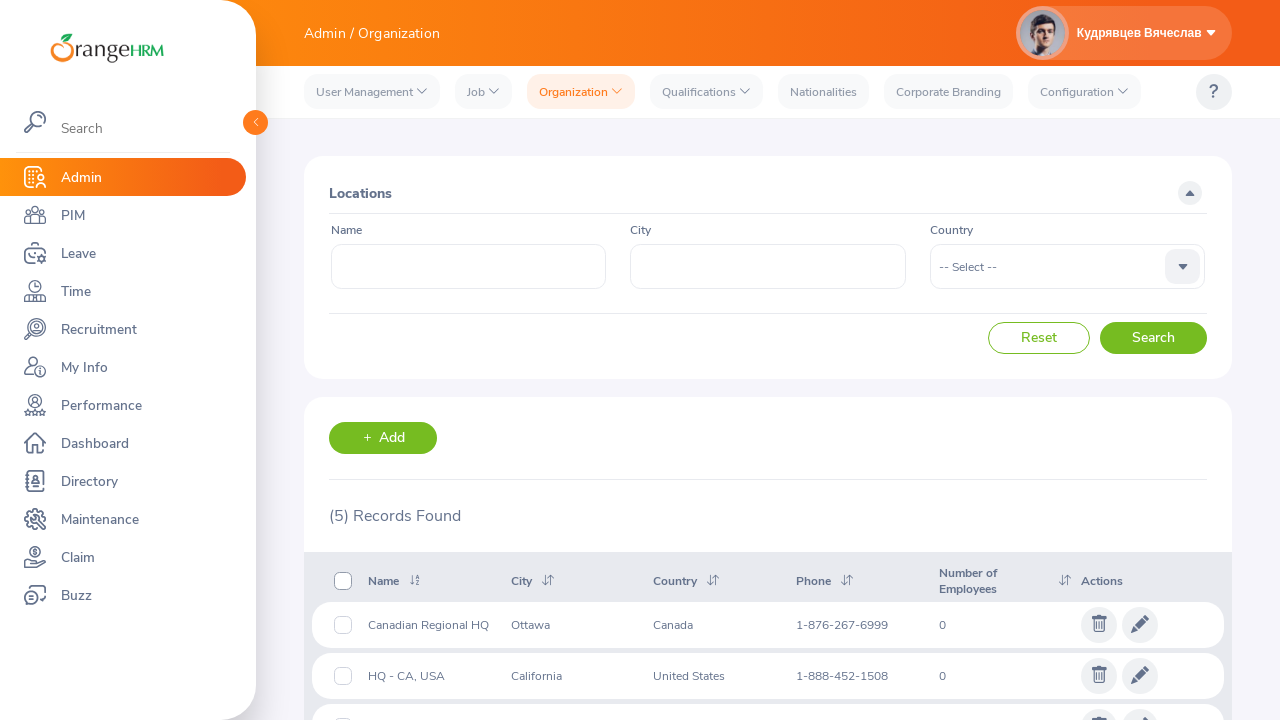 OrangeHRM
Admin / Organization
Кудрявцев Вячеслав
User Management
Job
Organization
Qualifications
Nationalities
Corporate Branding
Configuration
?
Search
Admin
PIM
Leave
Time
Recruitment
My Info
Performance
Dashboard
Directory
Maintenance
Claim
Buzz
Locations
Name City Country
-- Select --
Reset Search
+ Add
(5) Records Found
Name City Country Phone Number of Employees Actions
Canadian Regional HQ Ottawa Canada 1-876-267-6999 0
HQ - CA, USA California United States 1-888-452-1508 0